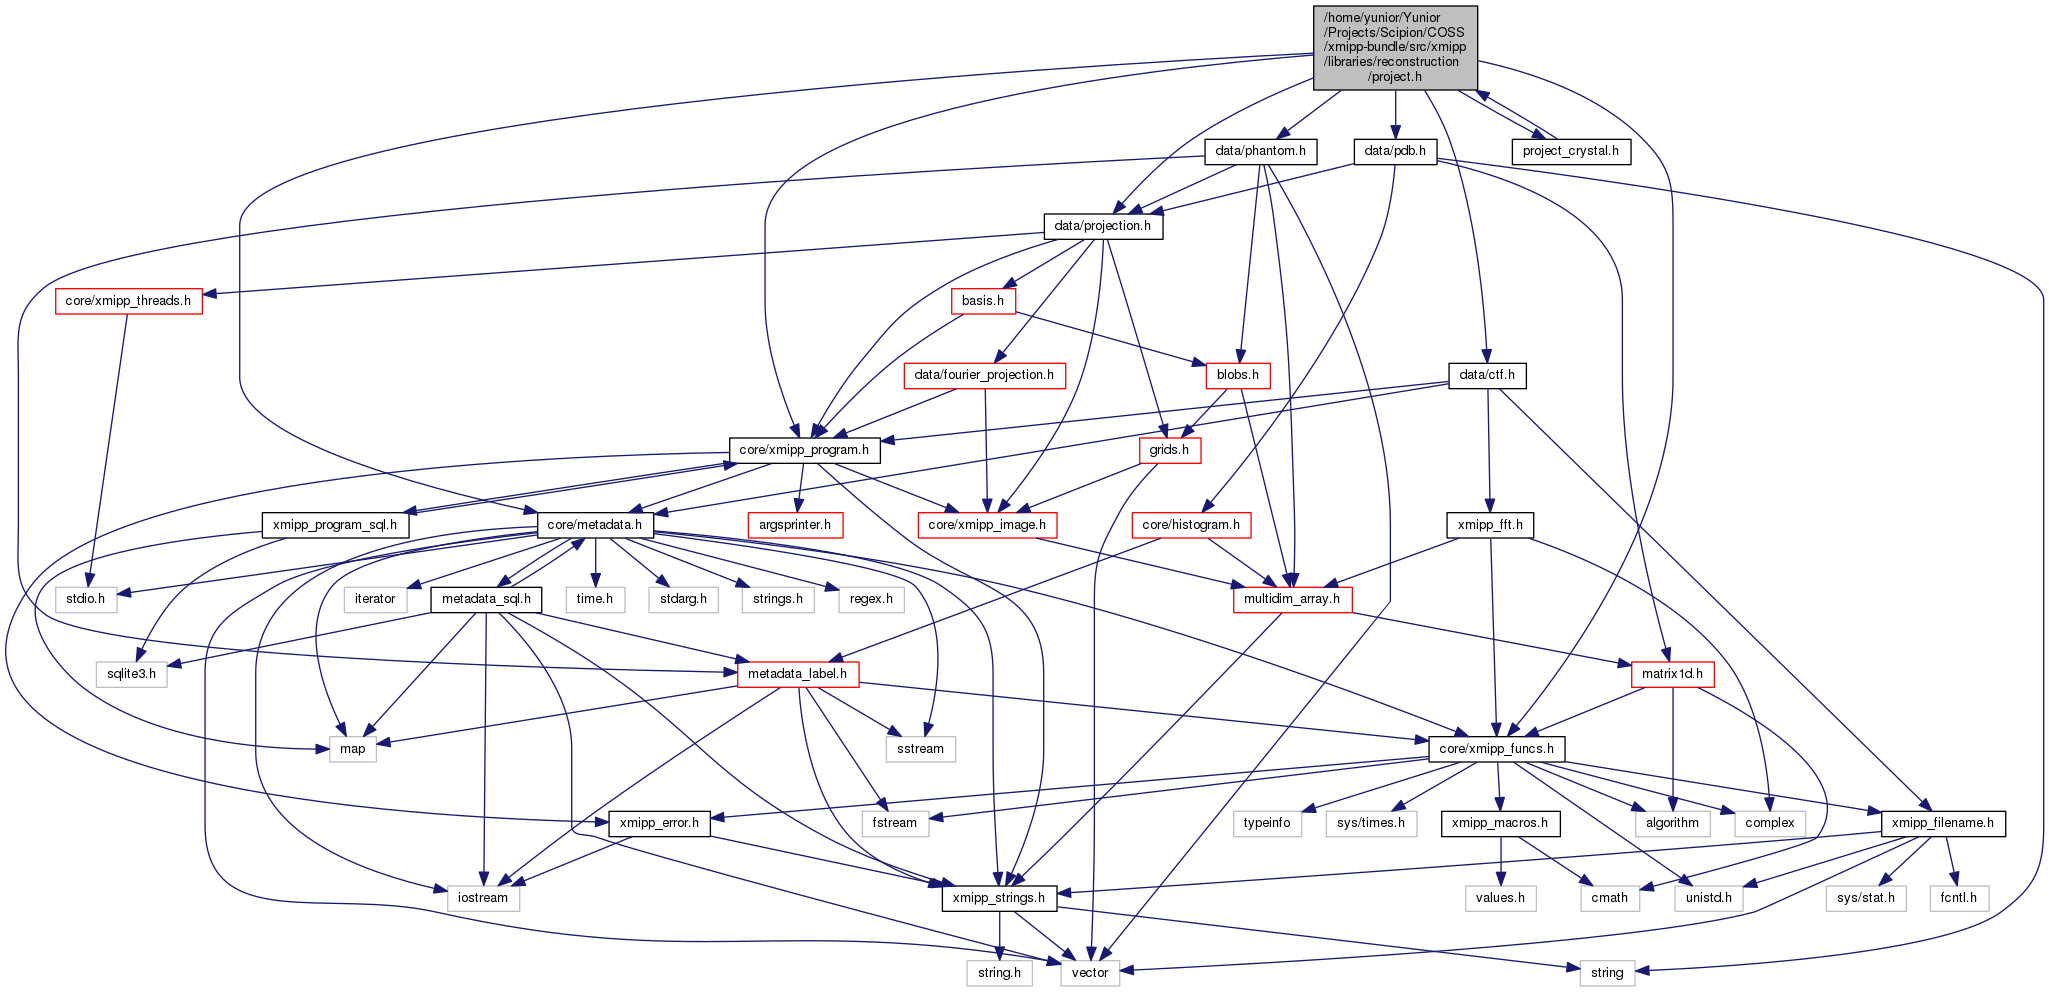 /home/yunior/Yunior
/Projects/Scipion/COSS
/xmipp-bundle/src/xmipp
/libraries/reconstruction
/project.h
data/phantom.h
data/pdb.h
project_crystal.h
data/projection.h
core/xmipp_threads.h
basis.h
data/fourier_projection.h
blobs.h
data/ctf.h
core/xmipp_program.h
grids.h
xmipp_program_sql.h
core/metadata.h
argsprinter.h
core/xmipp_image.h
core/histogram.h
xmipp_fft.h
stdio.h
iterator
metadata_sql.h
time.h
stdarg.h
strings.h
regex.h
multidim_array.h
sqlite3.h
metadata_label.h
matrix1d.h
map
sstream
core/xmipp_funcs.h
xmipp_error.h
fstream
typeinfo
sys/times.h
xmipp_macros.h
algorithm
complex
xmipp_filename.h
iostream
xmipp_strings.h
values.h
cmath
unistd.h
sys/stat.h
fcntl.h
string.h
vector
string